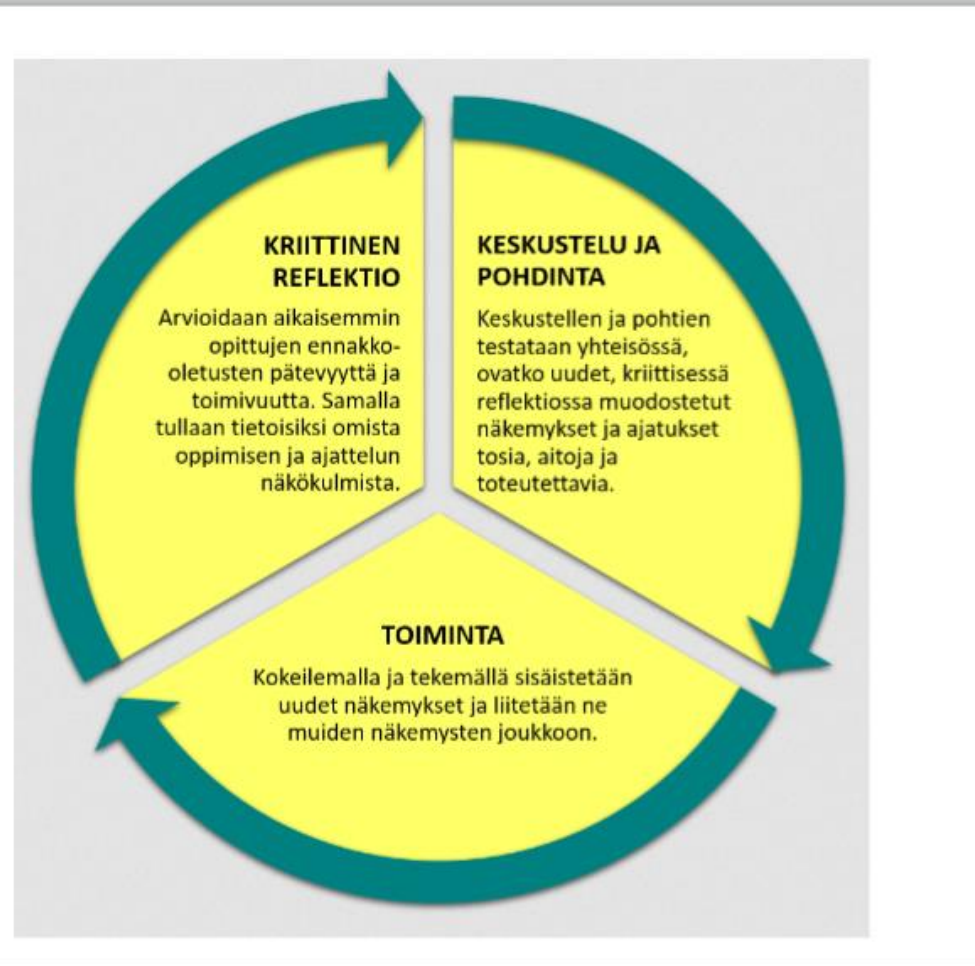 KRIITTINEN
REFLEKTIO
Arvioidaan aikaisemmin
opittujen ennakko-
oletusten pätevyyttä ja
toimivuutta. Samalla
tullaan tietoisiksi omista
oppimisen ja ajattelun
näkökulmista.
KESKUSTELU JA
POHDINTA
Keskustellen ja pohtien
testataan yhteisössä,
ovatko uudet, kriittisessä
reflektiossa muodostetut
näkemykset ja ajatukset
tosia, aitoja ja
toteutettavia.
TOIMINTA
Kokeilemalla ja tekemällä sisäistetään
uudet näkemykset ja liitetään ne
muiden näkemysten joukkoon.